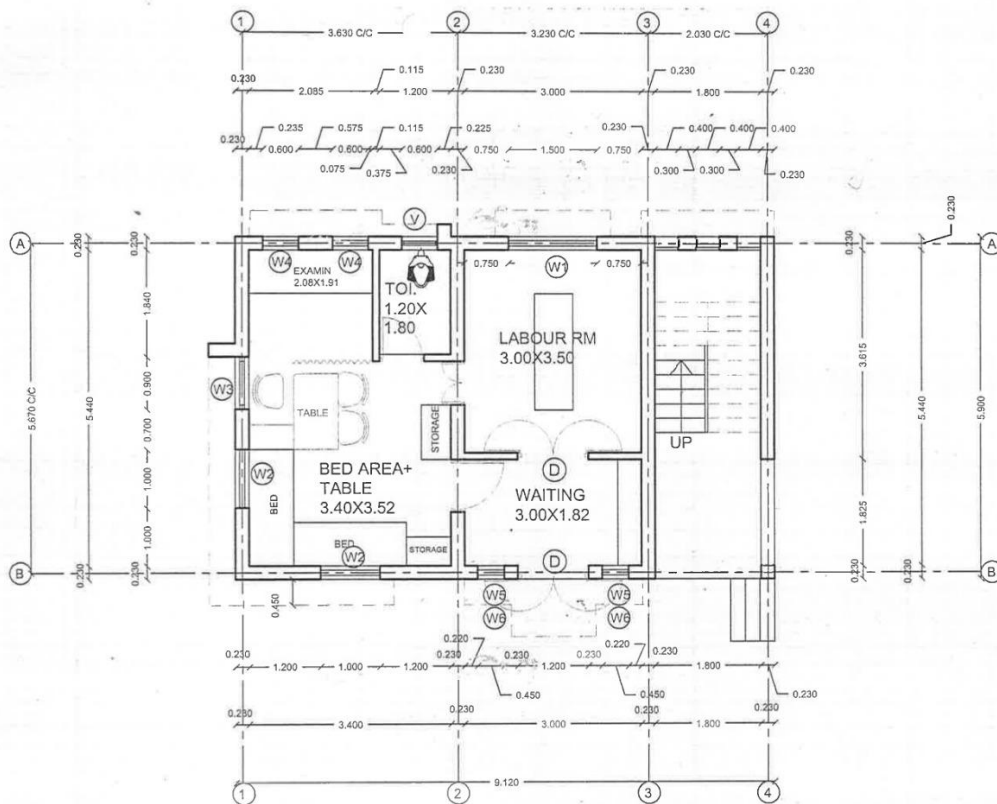 1
2
3
4
3.630 C/C
3.230 C/C
2.030 C/C
0.115
0.230
0.230
0.230
0.230
2.085
1.200
3.000
1.800
0.235
0.575
0.115
0.225
0.230
0.400
0.400
0.400
0.230
0.600
0.600
0.600
0.750
1.500
0.750
0.075
0.375
0.230
0.300
0.300
0.230
0.230
V
A
A
0.230
0.230
0.230
0.230
0.230
W4
W4
W1
0.750
0.750
EXAMIN
2.08X1.91
TOI.
1.20X
1.80
1.840
LABOUR RM
3.00X3.50
3.615
W3
0.900
TABLE
5.670 C/C
5.440
5.440
5.900
0.700
STORAGE
UP
W2
BED AREA+
TABLE
3.40X3.52
D
WAITING
3.00X1.82
1.000
BED
1.825
1.000
BED
W2
STORAGE
D
B
B
0.230
0.230
0.230
0.230
0.450
W5
W5
W6
W6
0.220
0.220
0.230
0.230
0.230
0.230
1.200
1.000
1.200
1.200
1.800
0.450
0.450
0.230
0.230
0.230
0.230
0.230
3.400
3.000
1.800
9.120
1
2
3
4